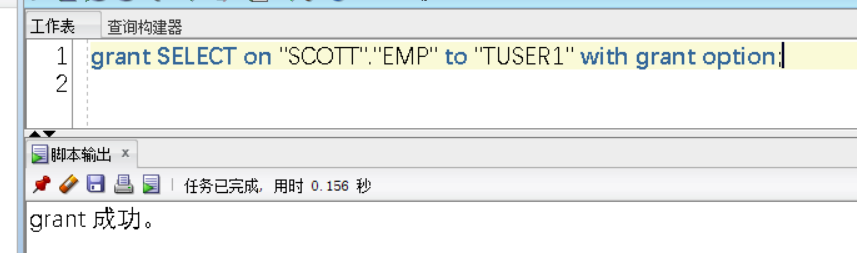 工作表 查询构建器
1 grant SELECT on "SCOTT"."EMP" to "TUSER1" with grant option;
2
脚本输出 x
任务已完成, 用时 0.156 秒
grant 成功。